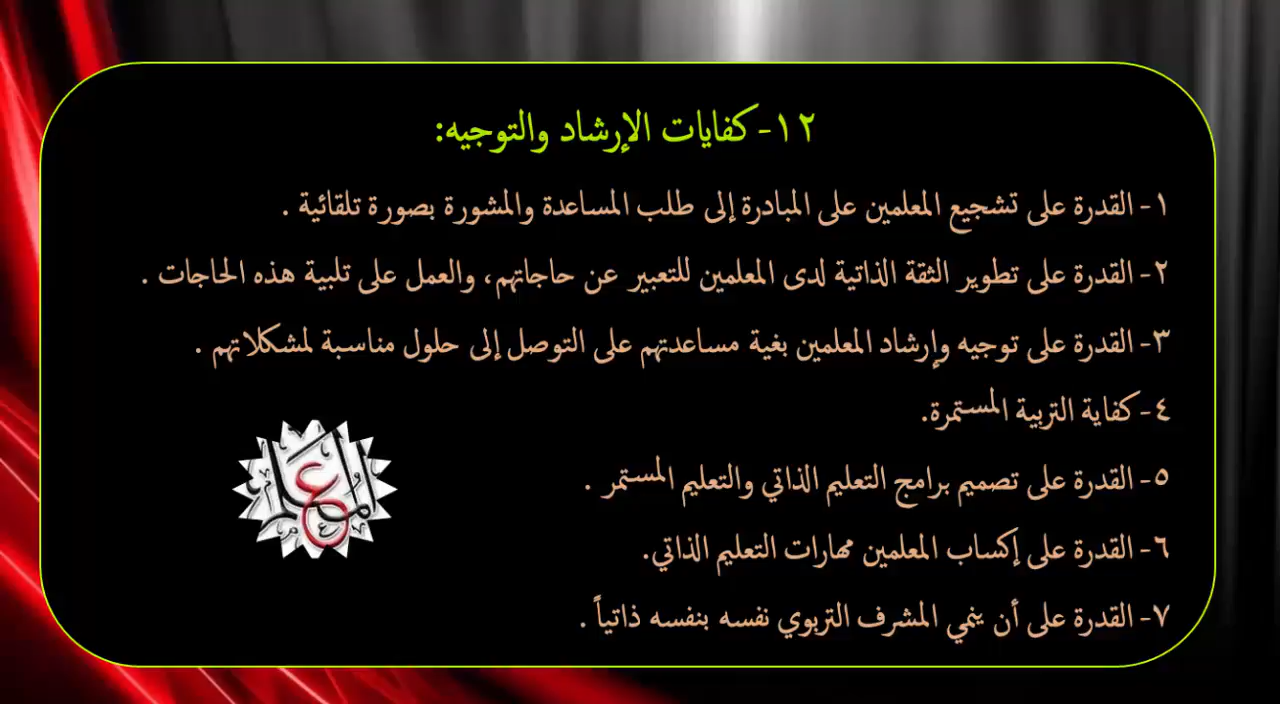 ١٢-كفايات الإرشاد والتوجيه:
١- القدرة على تشجيع المعلمين على المبادرة إلى طلب المساعدة والمشورة بصورة تلقائية .
٢- القدرة على تطوير الثقة الذاتية لدى المعلمين للتعبير عن حاجاتهم، والعمل على تلبية هذه الحاجات .
٣- القدرة على توجيه وإرشاد المعلمين بغية مساعدتهم على التوصل إلى حلول مناسبة لمشكلاتهم .
٤-كفاية التربية المستمرة.
٥- القدرة على تصميم برامج التعليم الذاتي والتعليم المستمر .
٦- القدرة على إكساب المعلمين مهارات التعليم الذاتي.
٧- القدرة على أن ينمي المشرف التربوي نفسه بنفسه ذاتياً .
المعلم